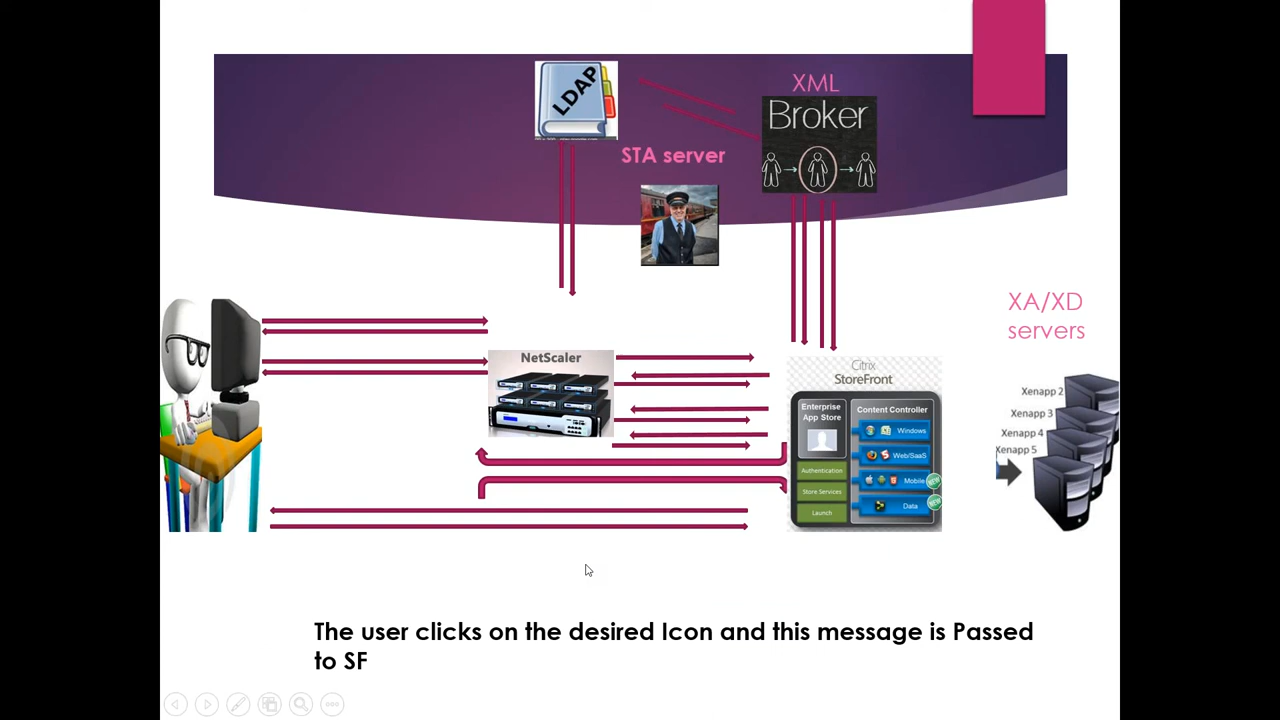 LDAP
XML
Broker
STA server
XA/XD
servers
NetScaler
Citrix
StoreFront
Enterprise
App Store
Content Controller
Windows
Web/SaaS
Authentication
Mobile
NEW
Store Services
Data
NEW
Launch
Xenapp 2
Xenapp 3
Xenapp 4
Xenapp 5
The user clicks on the desired Icon and this message is Passed
to SF